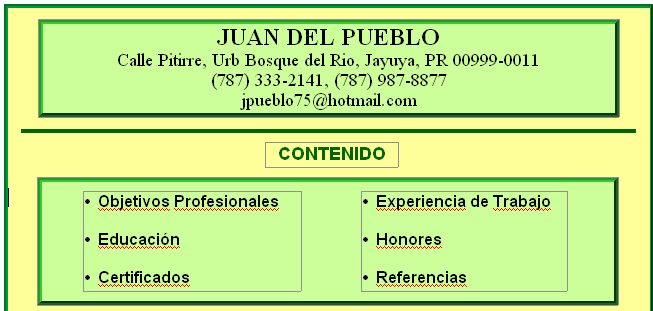 JUAN DEL PUEBLO
Calle Pitirre, Urb Bosque del Rio, Jayuya, PR 00999-0011
(787) 333-2141, (787) 987-8877
jpueblo75@hotmail.com
CONTENIDO
• Objetivos Profesionales
• Educación
• Certificados
• Experiencia de Trabajo
• Honores
• Referencias